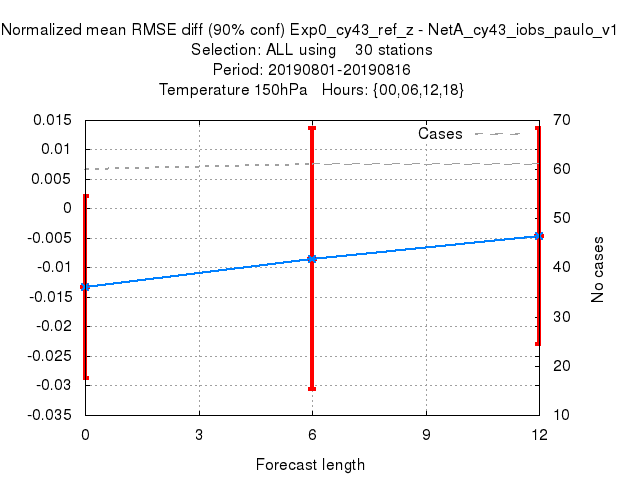 Normalized mean RMSE diff (90% conf) Exp0_cy43_ref_z - NetA_cy43_iobs_paulo_v1
Selection: ALL using    30 stations
Period: 20190801-20190816
Temperature 150hPa   Hours: {00,06,12,18}
Cases
0.015
0.01
0.005
0
-0.005
-0.01
-0.015
-0.02
-0.025
-0.03
-0.035
70
60
50
40
30
20
10
No cases
0 3 6 9 12
Forecast length